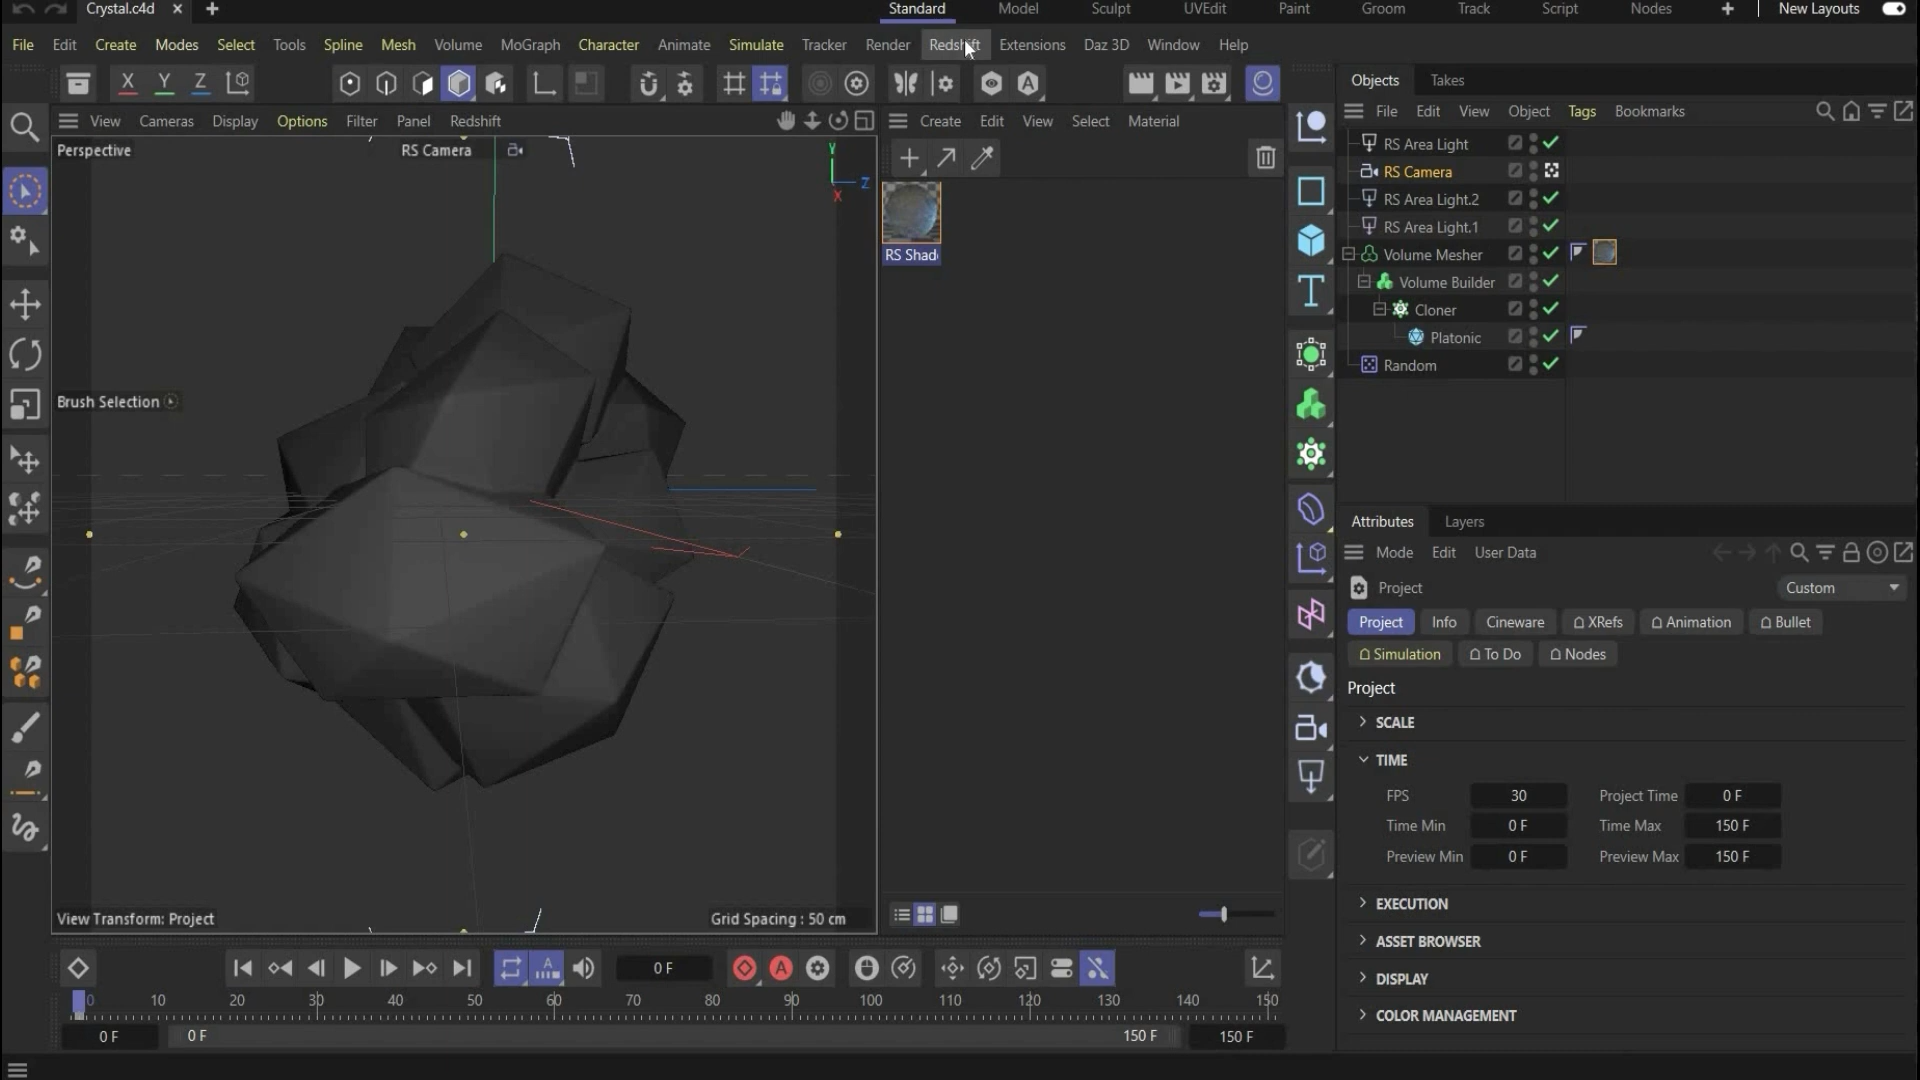 Crystal.c4d
Standard Model Sculpt UVEdit Paint Groom Track Script Nodes New Layouts
File Edit Create Modes Select Tools Spline Mesh Volume MoGraph Character Animate Simulate Tracker Render Redshift Extensions Daz 3D Window Help
X Y Z
Objects Takes
View Cameras Display Options Filter Panel Redshift
Create Edit View Select Material
File Edit View Object Tags Bookmarks
Perspective
RS Camera
Y
Z
X
RS Shad
Brush Selection
View Transform: Project
Grid Spacing : 50 cm
RS Area Light
RS Camera
RS Area Light.2
RS Area Light.1
Volume Mesher
Volume Builder
Cloner
Platonic
Random
Attributes Layers
Mode Edit User Data
Project Custom
Project Info Cineware XRefs Animation Bullet
Simulation To Do Nodes
Project
SCALE
TIME
FPS 30 Project Time 0 F
Time Min 0 F Time Max 150 F
Preview Min 0 F Preview Max 150 F
EXECUTION
ASSET BROWSER
DISPLAY
COLOR MANAGEMENT
0 F
0 10 20 30 40 50 60 70 80 90 100 110 120 130 140 150
0 F 0 F 150 F 150 F